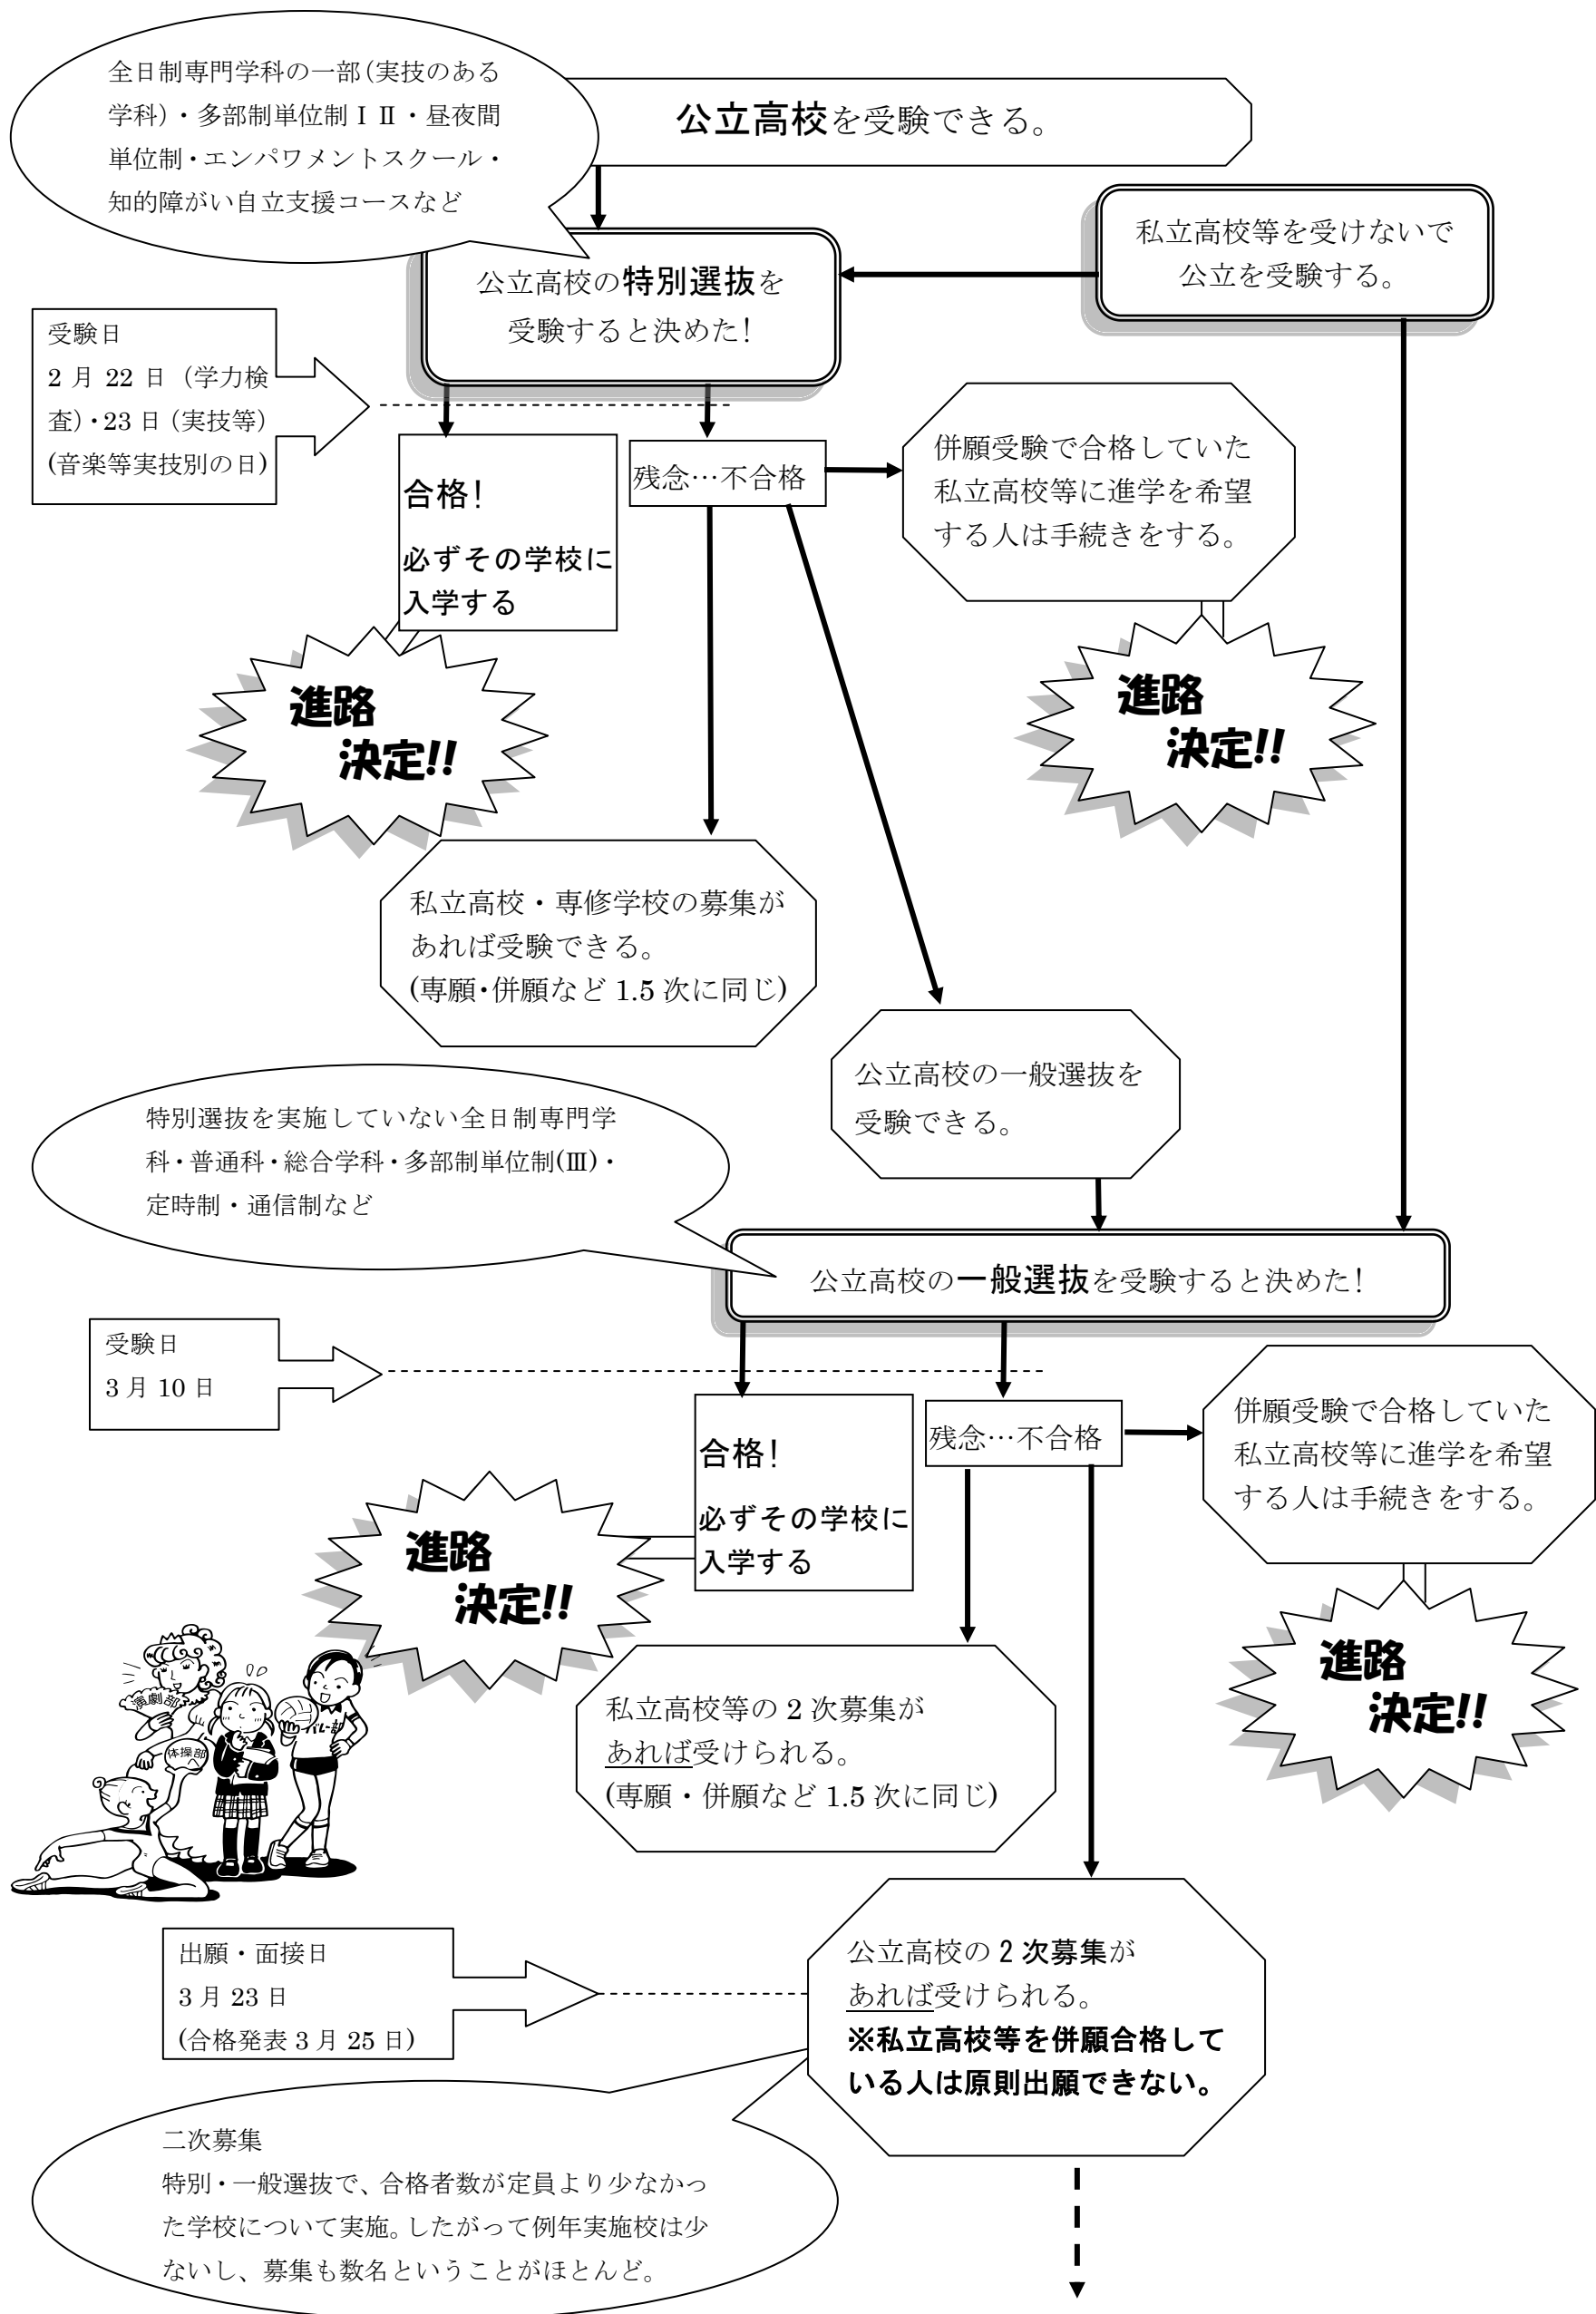 全日制専門学科の一部（実技のある
学科）・多部制単位制ⅠⅡ・昼夜間
単位制・エンパワメントスクール・
知的障がい自立支援コースなど
公立高校を受験できる。
私立高校等を受けないで
公立を受験する。
公立高校の特別選抜を
受験すると決めた！
受験日
2 月 22 日（学力検
査）・23 日（実技等）
(音楽等実技別の日)
合格！
必ずその学校に
入学する
残念…不合格
併願受験で合格していた
私立高校等に進学を希望
する人は手続きをする。
進路
決定!!
進路
決定!!
私立高校・専修学校の募集が
あれば受験できる。
(専願・併願など 1.5 次に同じ)
公立高校の一般選抜を
受験できる。
特別選抜を実施していない全日制専門学
科・普通科・総合学科・多部制単位制(Ⅲ)・
定時制・通信制など
公立高校の一般選抜を受験すると決めた！
受験日
3 月 10 日
合格！
必ずその学校に
入学する
残念…不合格
併願受験で合格していた
私立高校等に進学を希望
する人は手続きをする。
進路
決定!!
進路
決定!!
演劇部
体操部
バレー部
私立高校等の 2 次募集が
あれば受けられる。
(専願・併願など 1.5 次に同じ)
出願・面接日
3 月 23 日
(合格発表 3 月 25 日)
公立高校の 2 次募集が
あれば受けられる。
※私立高校等を併願合格して
いる人は原則出願できない。
二次募集
特別・一般選抜で、合格者数が定員より少なかっ
た学校について実施。したがって例年実施校は少
ないし、募集も数名ということがほとんど。